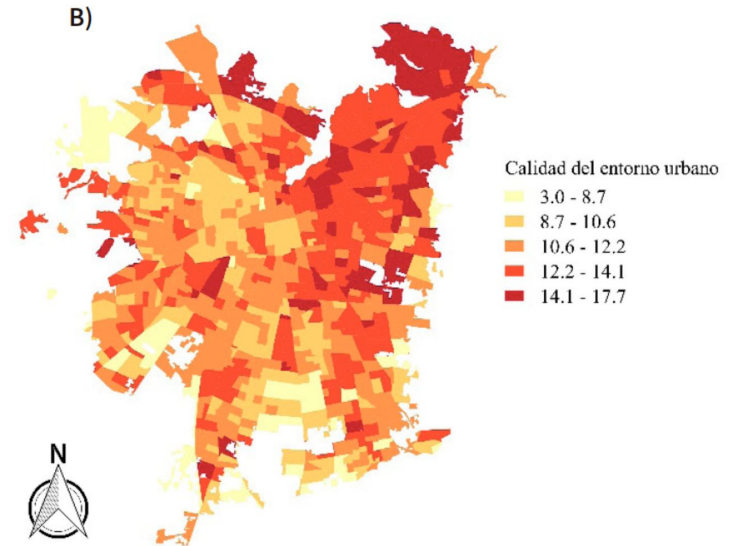 B)
Calidad del entorno urbano
3.0 - 8.7
8.7 - 10.6
10.6 - 12.2
12.2 - 14.1
14.1 - 17.7
N